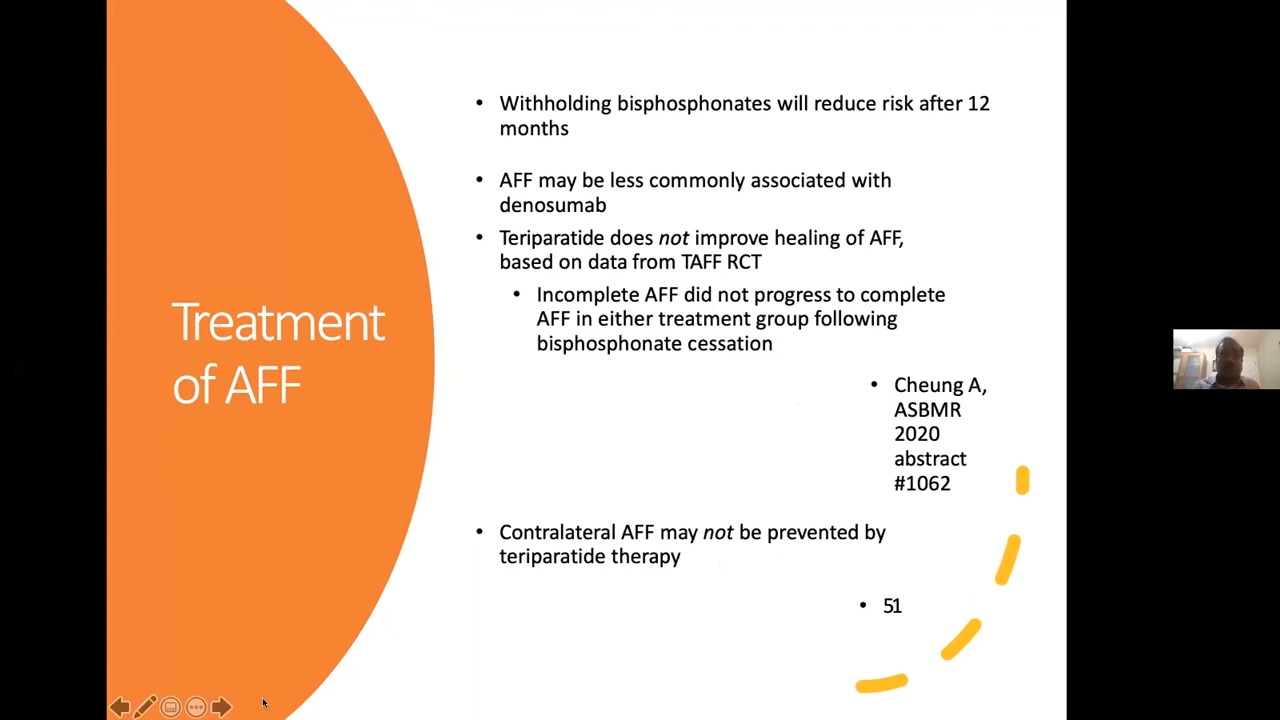 Treatment
of AFF
• Withholding bisphosphonates will reduce risk after 12
months
• AFF may be less commonly associated with
denosumab
• Teriparatide does not improve healing of AFF,
based on data from TAFF RCT
• Incomplete AFF did not progress to complete
AFF in either treatment group following
bisphosphonate cessation
• Cheung A,
ASBMR
2020
abstract
#1062
• Contralateral AFF may not be prevented by
teriparatide therapy
• 51